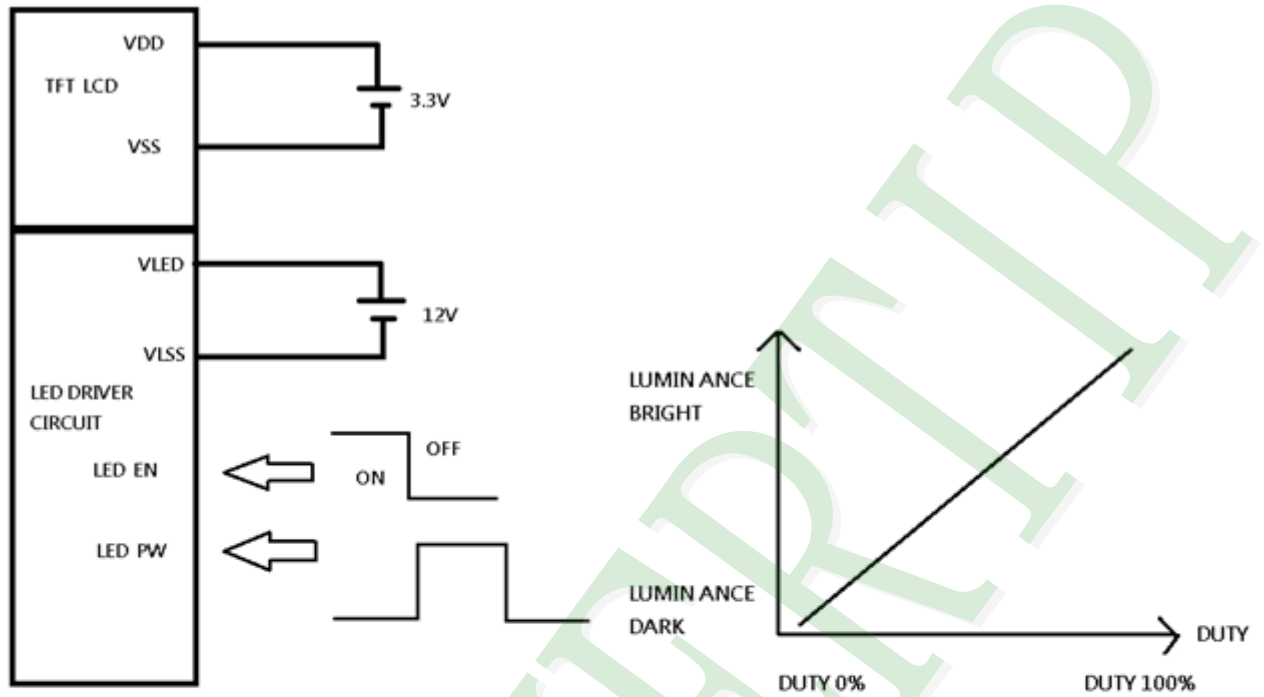 VDD
TFT LCD
3.3V
VSS
VLED
12V
VLSS
LED DRIVER
CIRCUIT
LED EN
ON
OFF
LED PW
LUMIN ANCE
BRIGHT
LUMIN ANCE
DARK
DUTY
DUTY 0%
DUTY 100%
ERTIP